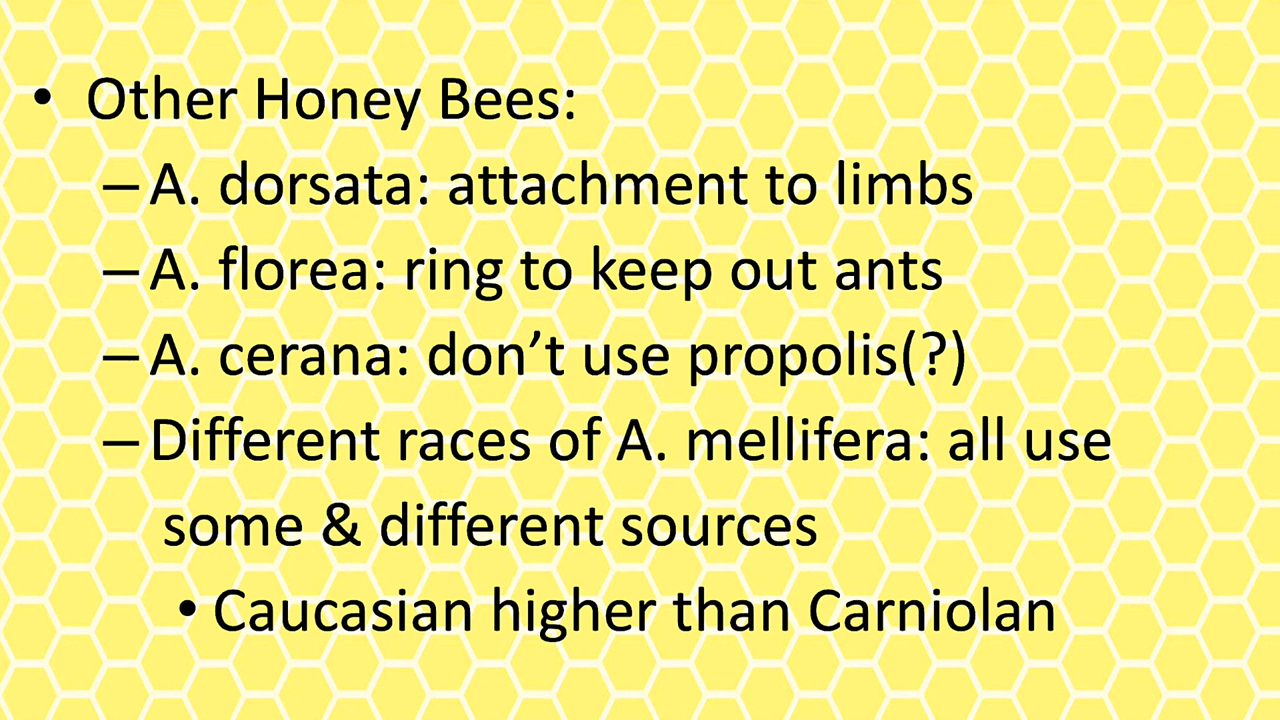 • Other Honey Bees:
– A. dorsata: attachment to limbs
– A. florea: ring to keep out ants
– A. cerana: don’t use propolis(?)
– Different races of A. mellifera: all use
some & different sources
• Caucasian higher than Carniolan